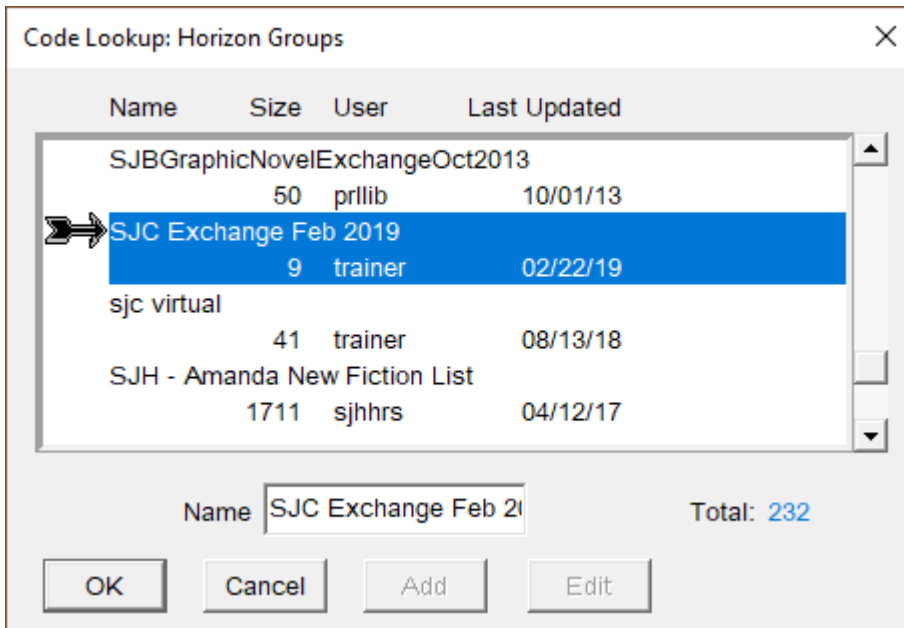 Code Lookup: Horizon Groups
Name Size User Last Updated
SJBGraphicNovelExchangeOct2013
50 prllib 10/01/13
SJC Exchange Feb 2019
9 trainer 02/22/19
sjc virtual
41 trainer 08/13/18
SJH - Amanda New Fiction List
1711 sjhhrs 04/12/17
Name SJC Exchange Feb 20 Total: 232
OK Cancel Add Edit